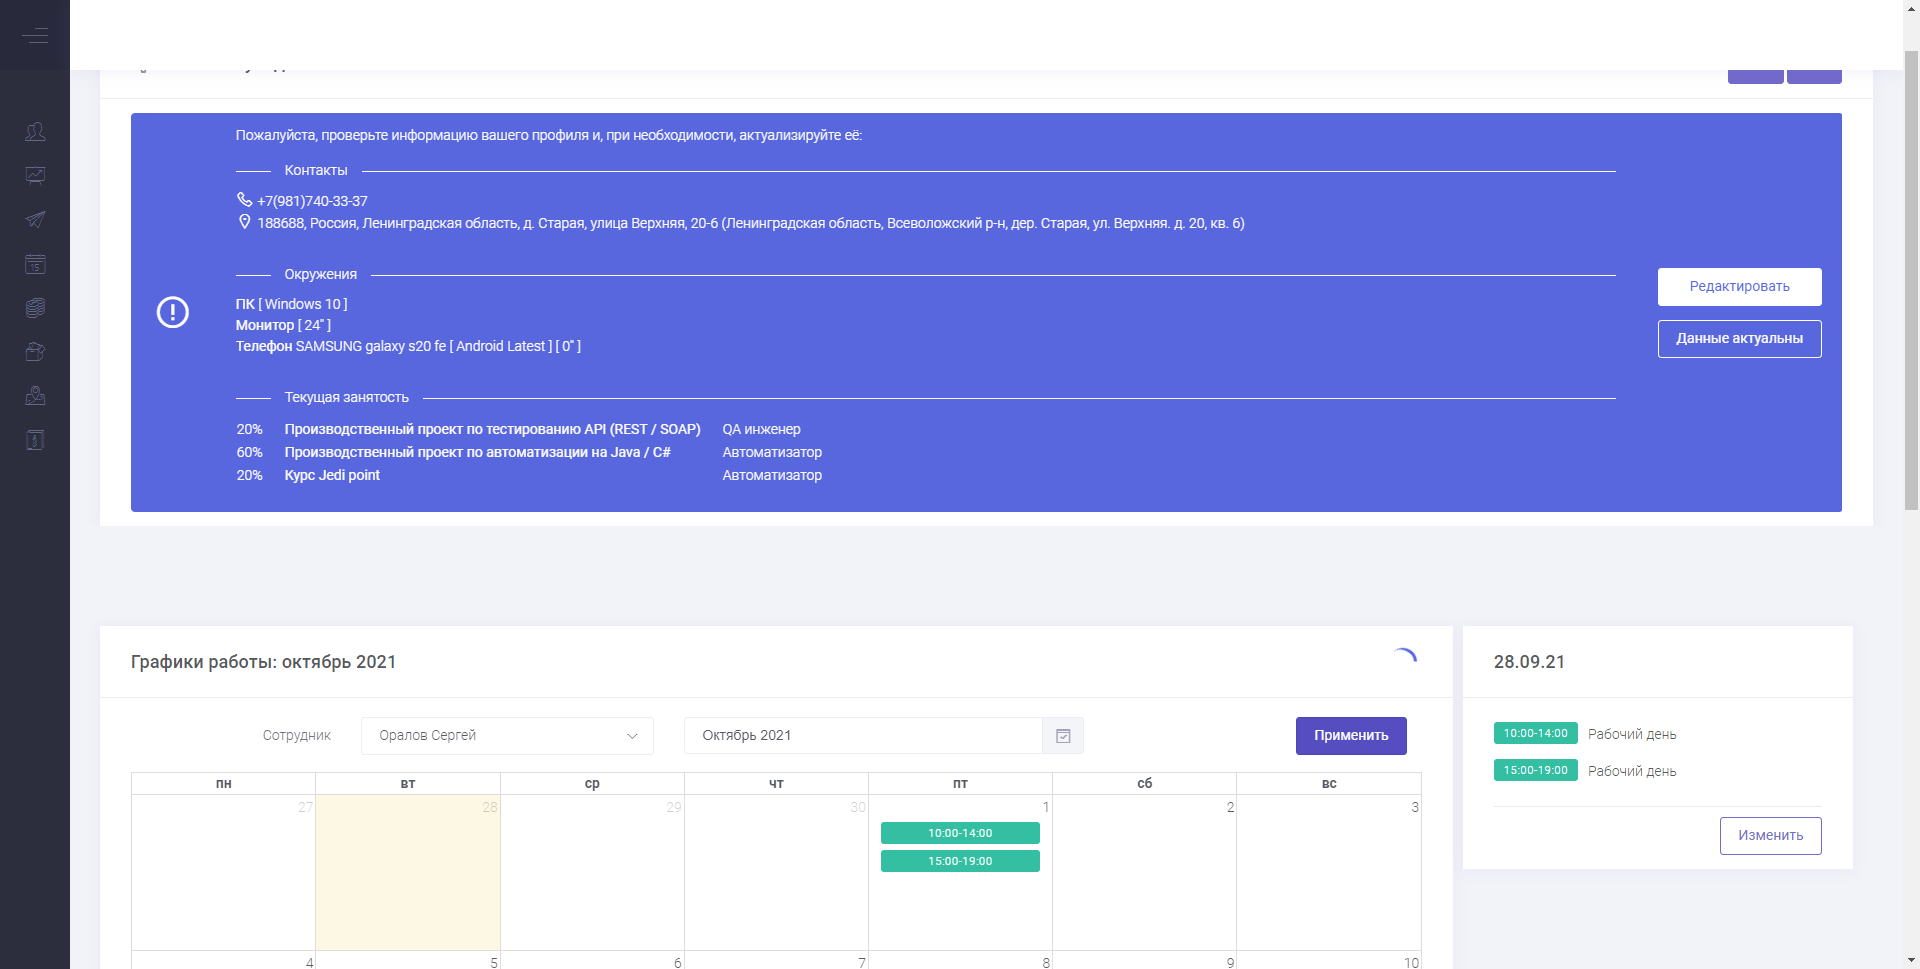 Пожалуйста, проверьте информацию вашего профиля и, при необходимости, актуализируйте её:
Контакты
+7(981)740-33-37
188688, Россия, Ленинградская область, д. Старая, улица Верхняя, 20-6 (Ленинградская область, Всеволожский р-н, дер. Старая, ул. Верхняя. д. 20, кв. 6)
Окружения
ПК [ Windows 10 ]
Монитор [ 24" ]
Телефон SAMSUNG galaxy s20 fe [ Android Latest ] [ 0" ]
Редактировать
Данные актуальны
Текущая занятость
20% Производственный проект по тестированию API (REST / SOAP) QA инженер
60% Производственный проект по автоматизации на Java / C# Автоматизатор
20% Курс Jedi point Автоматизатор
Графики работы: октябрь 2021
Сотрудник Оралов Сергей Октябрь 2021 Применить
пн вт ср чт пт сб вс
27 28 29 30 1 2 3
10:00-14:00
15:00-19:00
4 5 6 7 8 9 10
28.09.21
10:00-14:00 Рабочий день
15:00-19:00 Рабочий день
Изменить